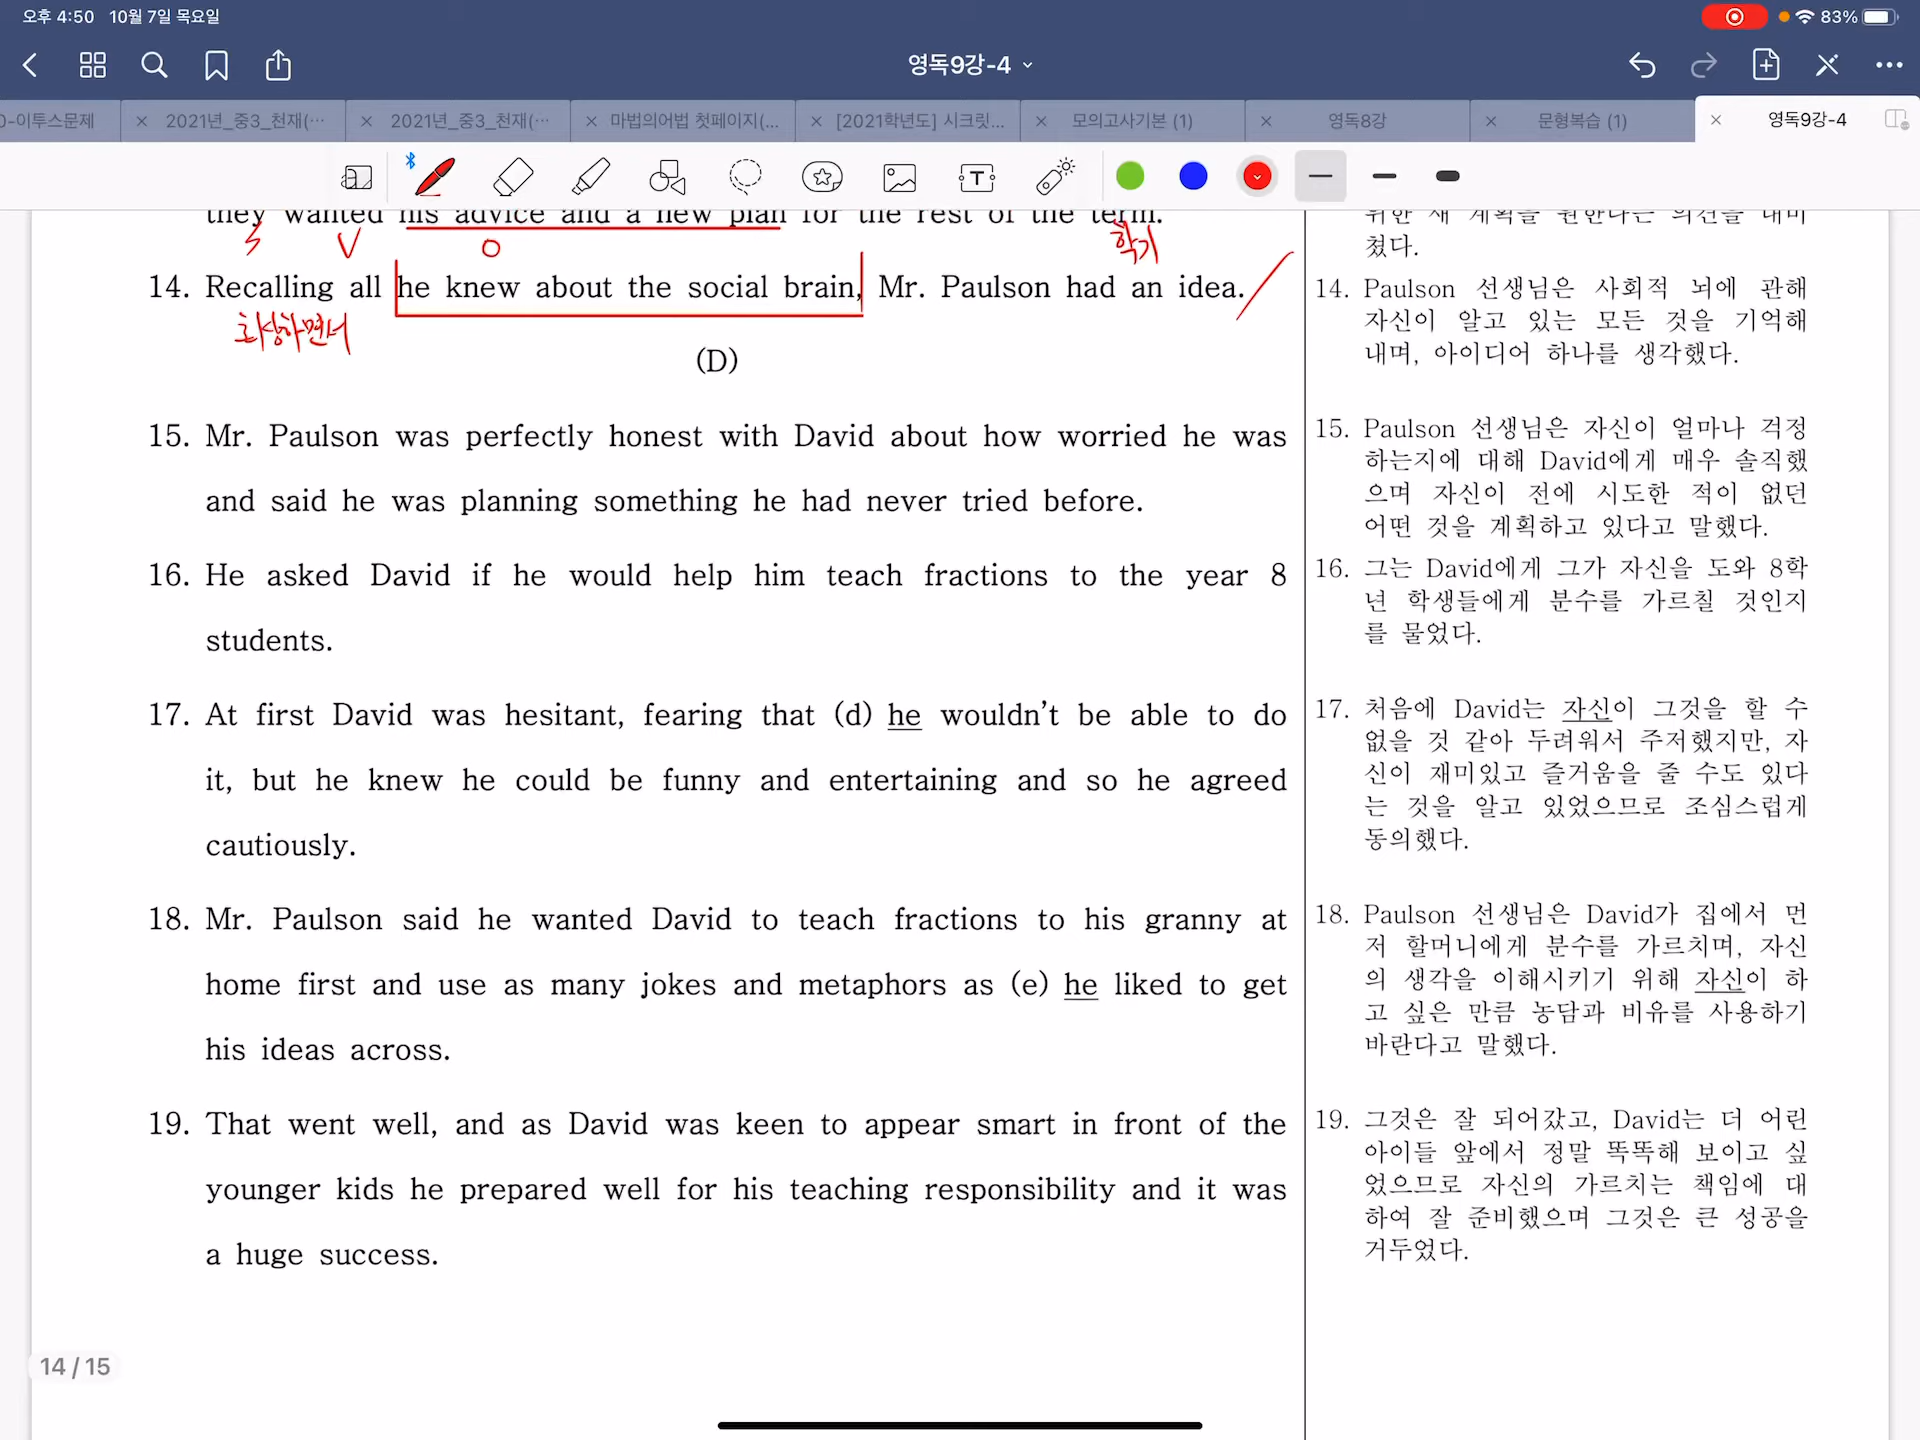 오후 4:50 10월 7일 목요일
83%
영독9강-4
0-이투스문제
2021년_중3_천재(…
2021년_중3_천재(…
마법의어법 첫페이지(...
[2021학년도] 시크릿...
모의고사기본 (1)
영독8강
문형복습 (1)
영독9강-4
they wanted his advice and a new plan for the rest of the term.
V O 학기
14. Recalling all he knew about the social brain, Mr. Paulson had an idea.
회상하면서
(D)
15. Mr. Paulson was perfectly honest with David about how worried he was
and said he was planning something he had never tried before.
16. He asked David if he would help him teach fractions to the year 8
students.
17. At first David was hesitant, fearing that (d) he wouldn't be able to do
it, but he knew he could be funny and entertaining and so he agreed
cautiously.
18. Mr. Paulson said he wanted David to teach fractions to his granny at
home first and use as many jokes and metaphors as (e) he liked to get
his ideas across.
19. That went well, and as David was keen to appear smart in front of the
younger kids he prepared well for his teaching responsibility and it was
a huge success.
위한 새 계획을 원한다는 의견을 내비
쳤다.
14. Paulson 선생님은 사회적 뇌에 관해
자신이 알고 있는 모든 것을 기억해
내며, 아이디어 하나를 생각했다.
15. Paulson 선생님은 자신이 얼마나 걱정
하는지에 대해 David에게 매우 솔직했
으며 자신이 전에 시도한 적이 없던
어떤 것을 계획하고 있다고 말했다.
16. 그는 David에게 그가 자신을 도와 8학
년 학생들에게 분수를 가르칠 것인지
를 물었다.
17. 처음에 David는 자신이 그것을 할 수
없을 것 같아 두려워서 주저했지만, 자
신이 재미있고 즐거움을 줄 수도 있다
는 것을 알고 있었으므로 조심스럽게
동의했다.
18. Paulson 선생님은 David가 집에서 먼
저 할머니에게 분수를 가르치며, 자신
의 생각을 이해시키기 위해 자신이 하
고 싶은 만큼 농담과 비유를 사용하기
바란다고 말했다.
19. 그것은 잘 되어갔고, David는 더 어린
아이들 앞에서 정말 똑똑해 보이고 싶
었으므로 자신의 가르치는 책임에 대
하여 잘 준비했으며 그것은 큰 성공을
거두었다.
14 / 15